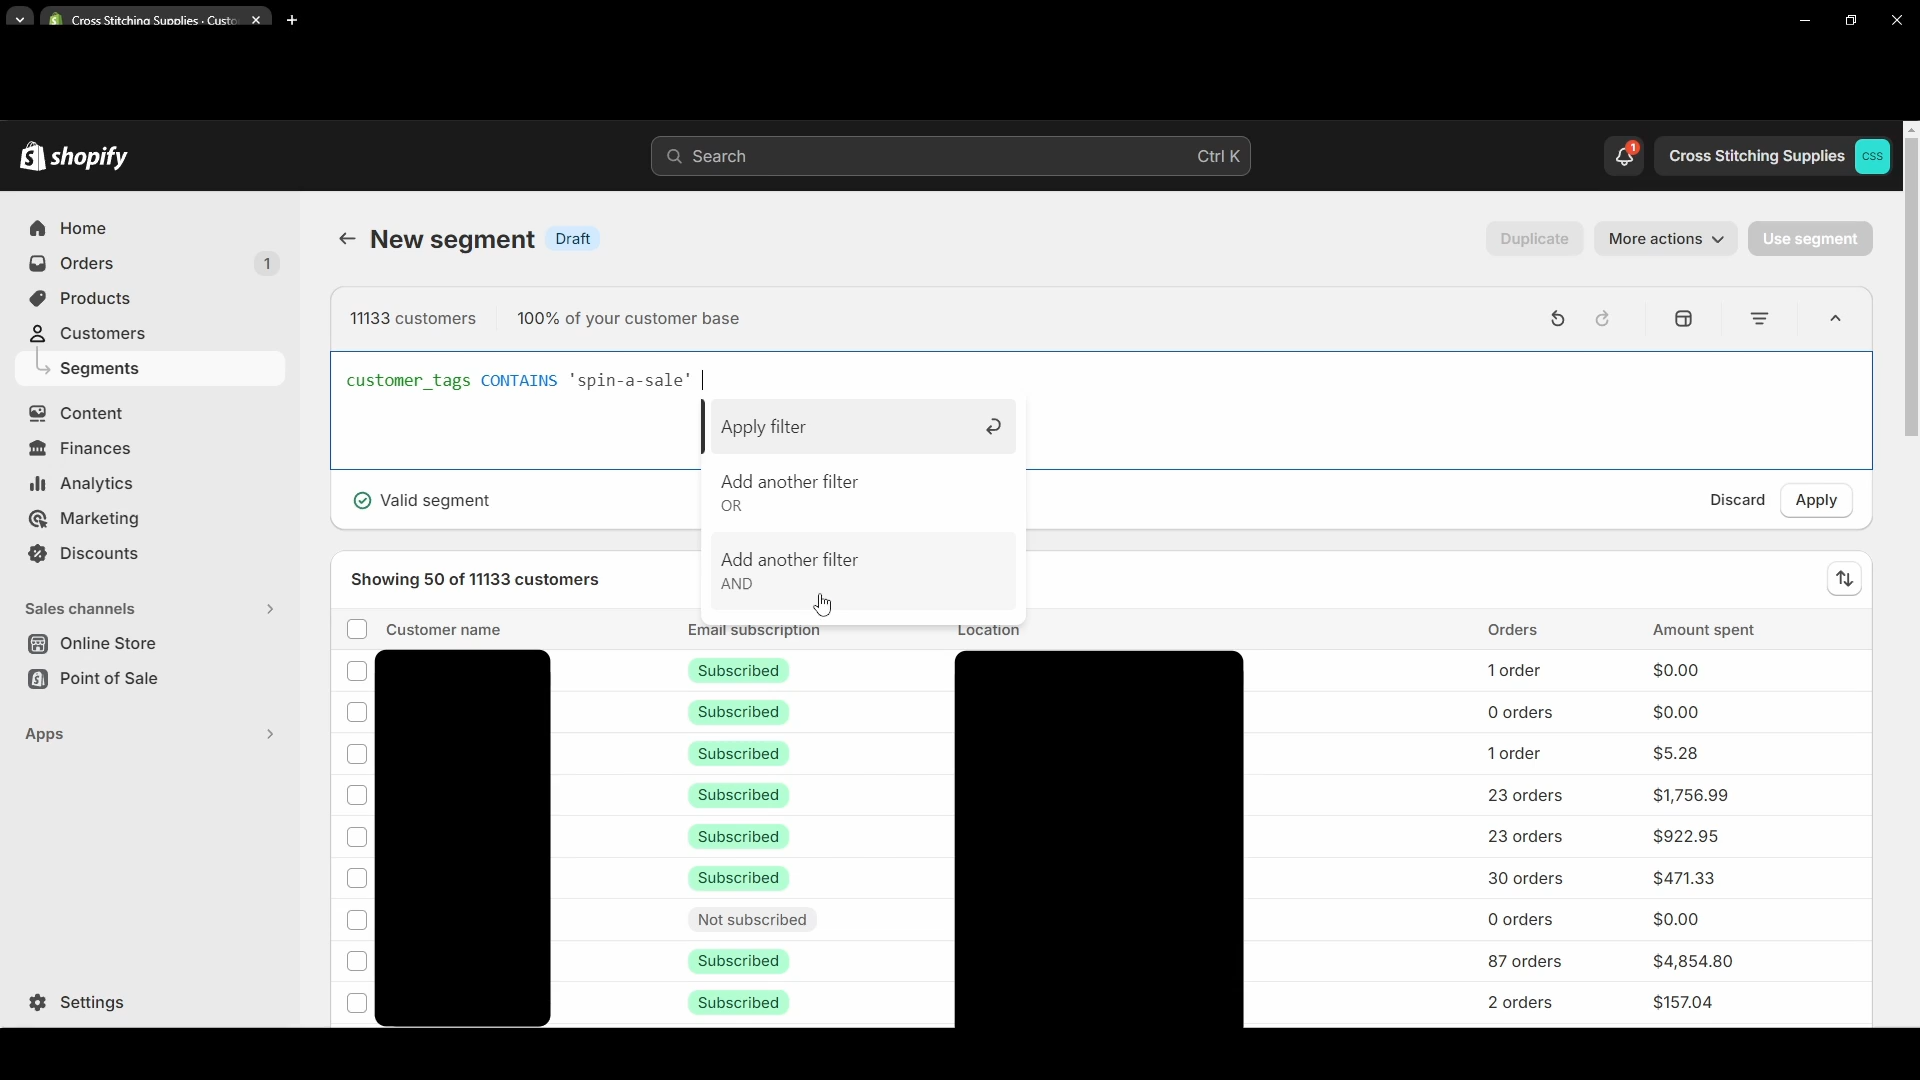 Cross Stitching Supplies · Custo
shopify
Search
Ctrl K
1
Cross Stitching Supplies
CSS
Home
Orders
1
Products
Customers
Segments
Content
Finances
Analytics
Marketing
Discounts
Sales channels
Online Store
Point of Sale
Apps
Settings
New segment
Draft
Duplicate
More actions
Use segment
11133 customers
100% of your customer base
customer_tags CONTAINS 'spin-a-sale'
Apply filter
Add another filter
OR
Add another filter
AND
Valid segment
Discard
Apply
Showing 50 of 11133 customers
Customer name Email subscription Location Orders Amount spent
Subscribed 1 order $0.00
Subscribed 0 orders $0.00
Subscribed 1 order $5.28
Subscribed 23 orders $1,756.99
Subscribed 23 orders $922.95
Subscribed 30 orders $471.33
Not subscribed 0 orders $0.00
Subscribed 87 orders $4,854.80
Subscribed 2 orders $157.04